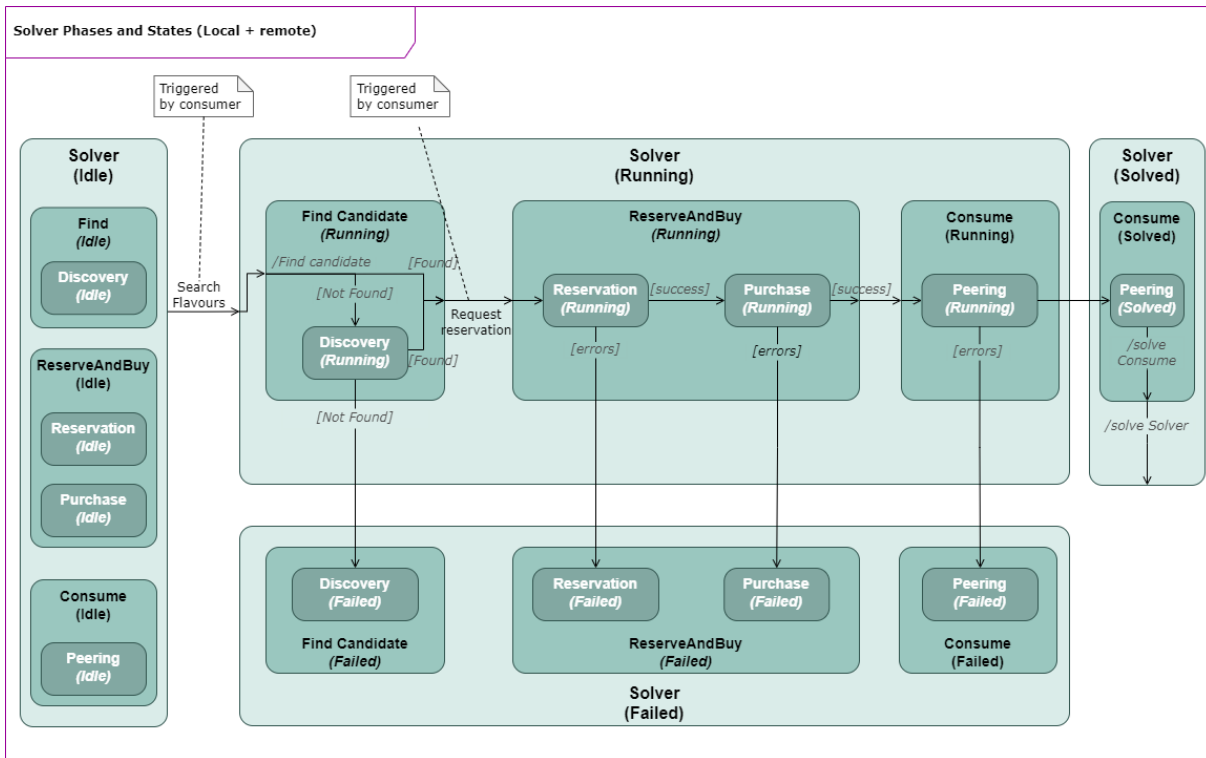 Solver Phases and States (Local + remote)
Triggered
by consumer
Triggered
by consumer
Solver
(Idle)
Find
(Idle)
Discovery
(Idle)
ReserveAndBuy
(Idle)
Reservation
(Idle)
Purchase
(Idle)
Consume
(Idle)
Peering
(Idle)
Search
Flavours
Solver
(Running)
Find Candidate
(Running)
/Find candidate
[Found]
[Not Found]
Discovery
(Running)
[Found]
[Not Found]
Request
reservation
ReserveAndBuy
(Running)
Reservation
(Running)
[success]
Purchase
(Running)
[success]
[errors]
[errors]
Consume
(Running)
Peering
(Running)
[errors]
Solver
(Solved)
Consume
(Solved)
Peering
(Solved)
/solve
Consume
/solve Solver
Discovery
(Failed)
Find Candidate
(Failed)
Reservation
(Failed)
Purchase
(Failed)
ReserveAndBuy
(Failed)
Peering
(Failed)
Consume
(Failed)
Solver
(Failed)